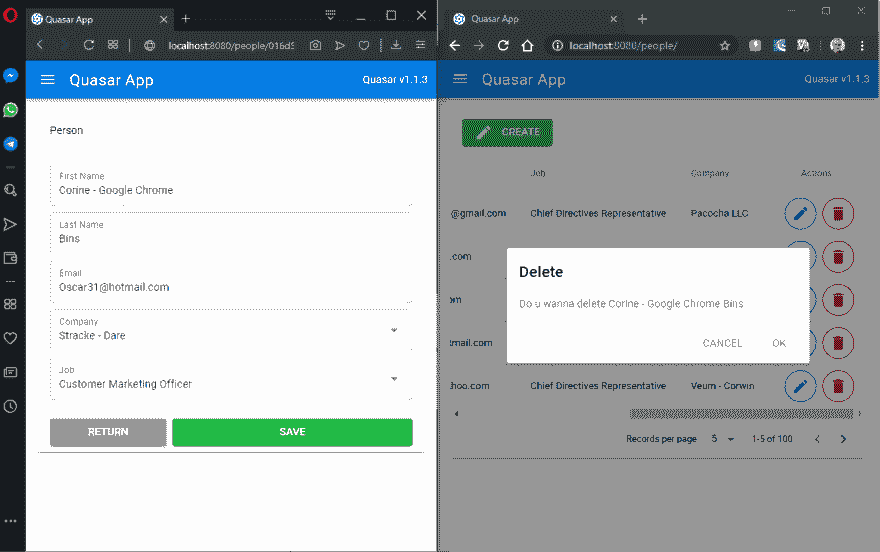 Quasar App
localhost:8080/people/016d5
Quasar App
Quasar v1.1.3
Person
First Name
Corine - Google Chrome
Last Name
Bins
Email
Oscar31@hotmail.com
Company
Stracke - Dare
Job
Customer Marketing Officer
RETURN
SAVE
Quasar App
localhost:8080/people/
Quasar App
Quasar v1.1.3
CREATE
Job
Company
Actions
@gmail.com
Chief Directives Representative
Pacocha LLC
.com
Delete
Do u wanna delete Corine - Google Chrome Bins
CANCEL
OK
tmail.com
hoo.com
Chief Directives Representative
Veum - Corwin
Records per page
5
1-5 of 100